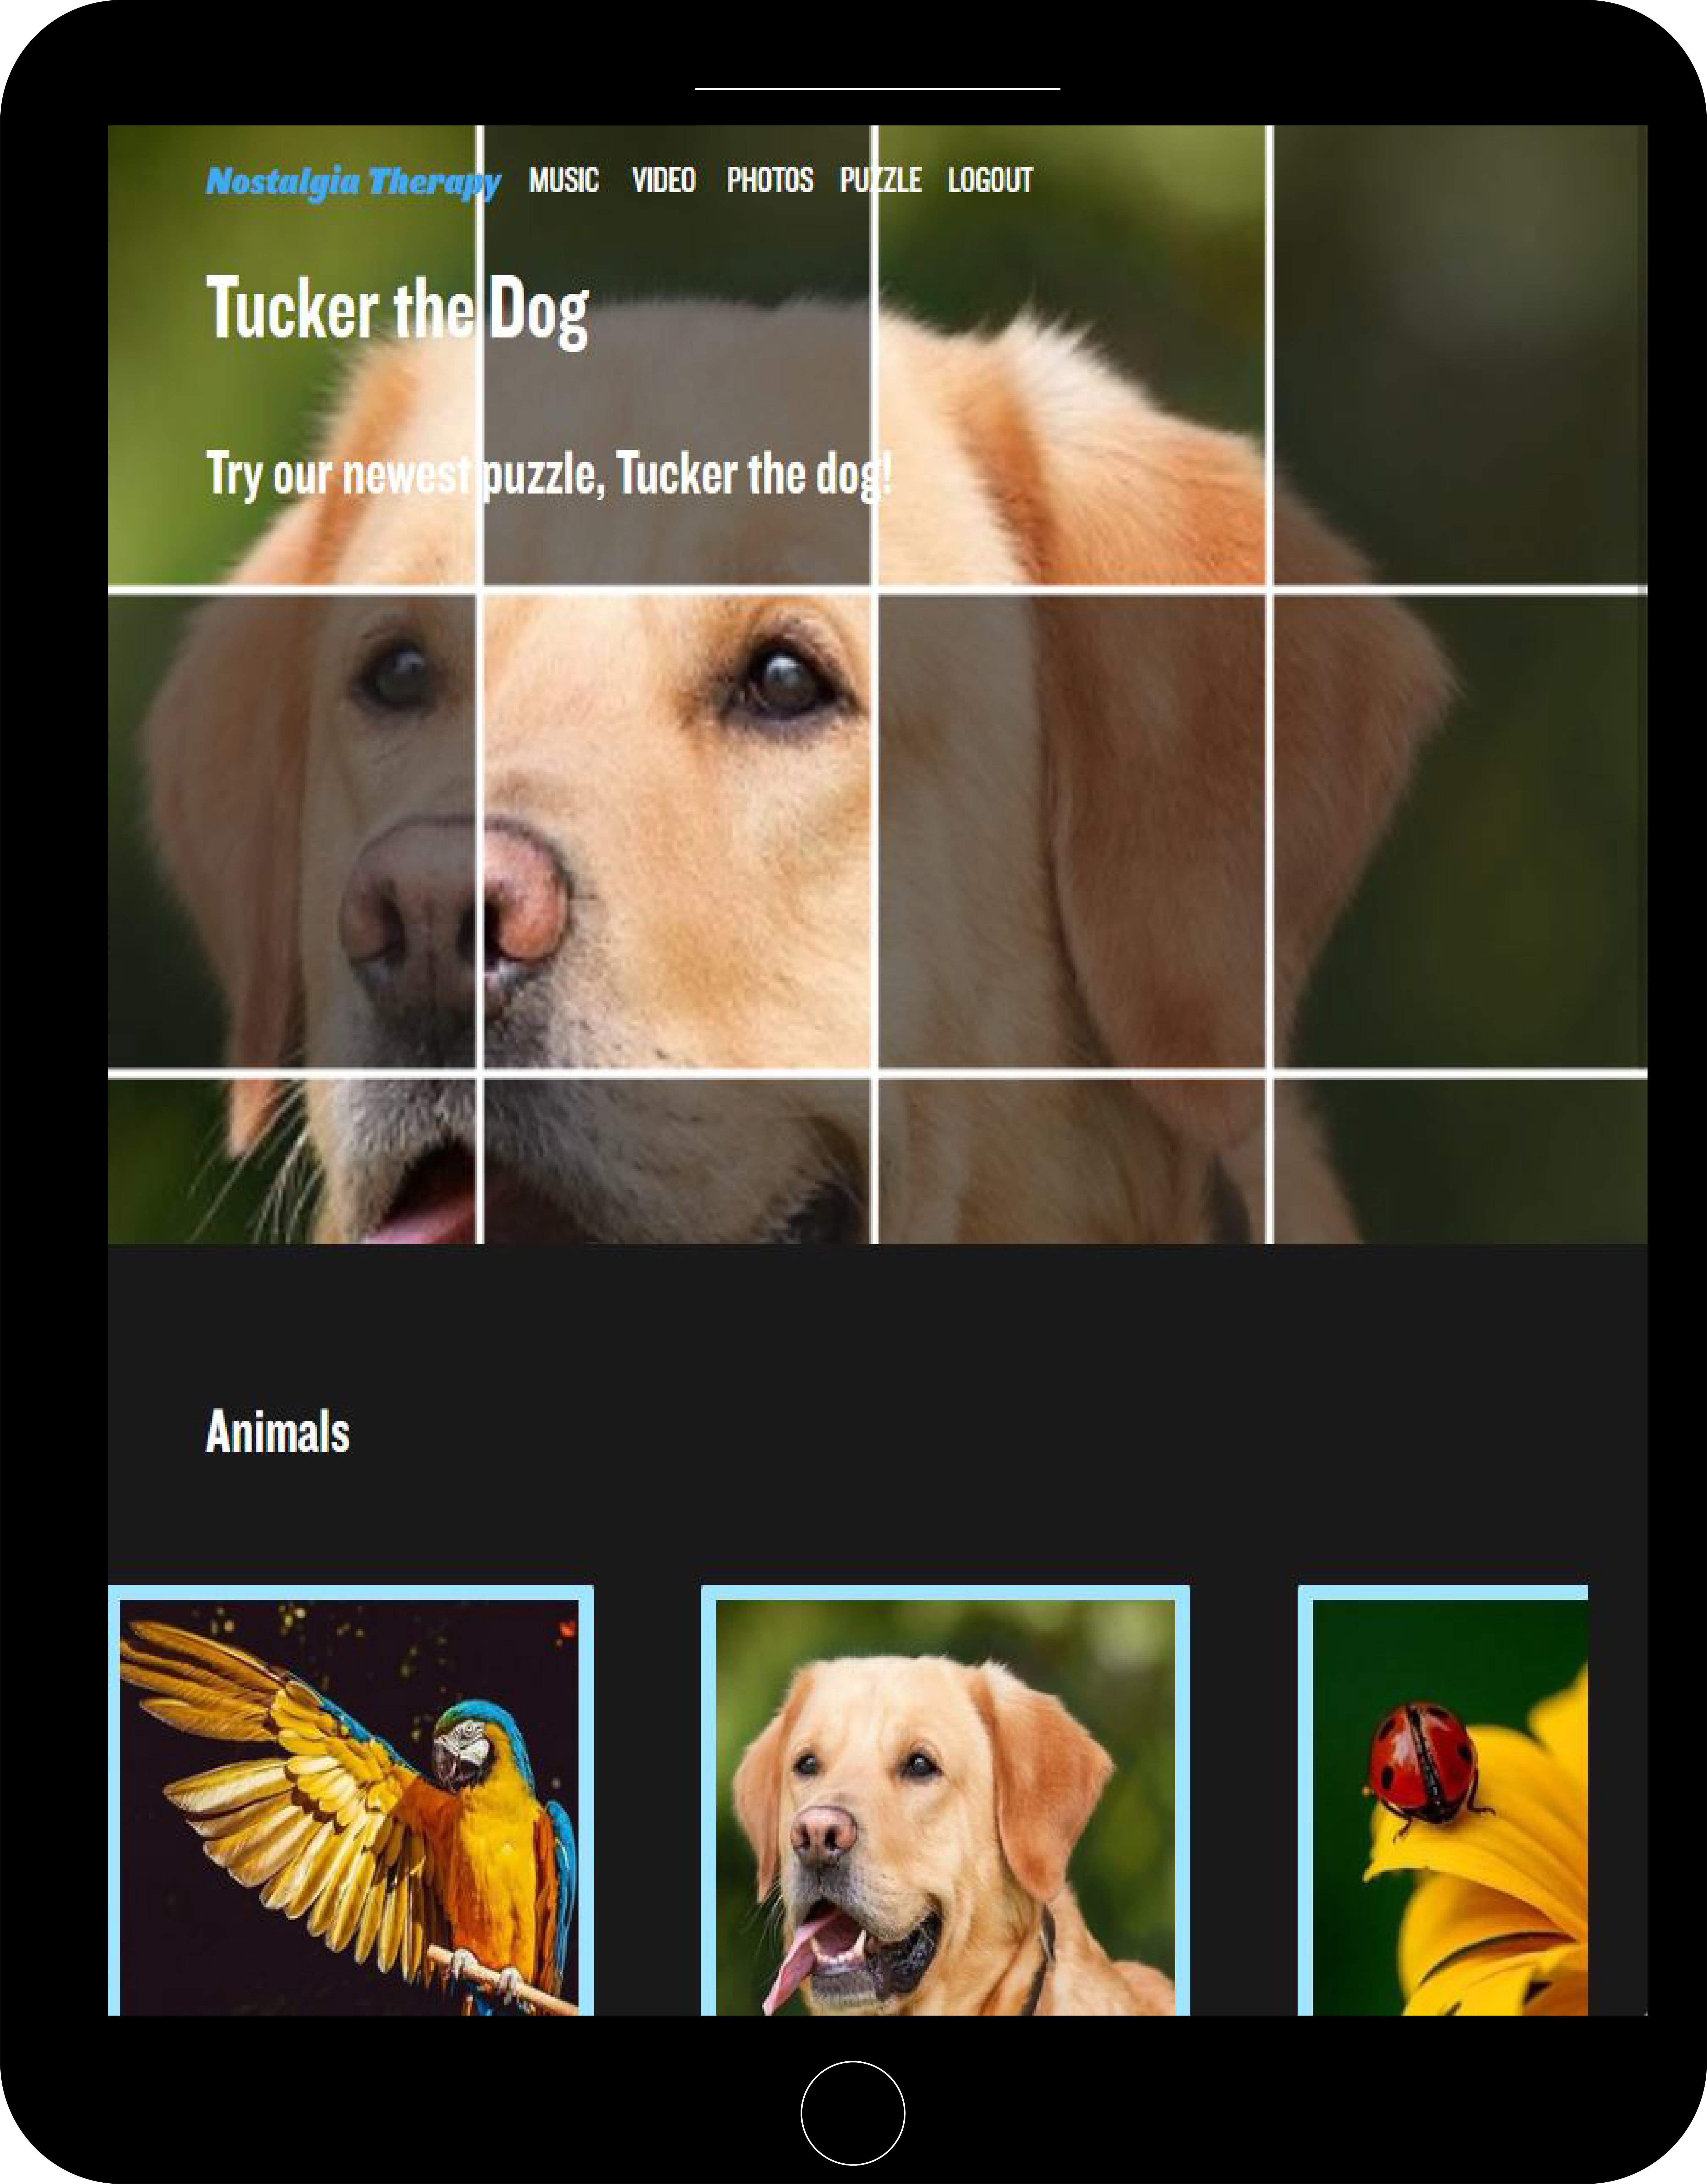 Nostalgia Therapy MUSIC VIDEO PHOTOS PUZZLE LOGOUT
Tucker the Dog
Try our newest puzzle, Tucker the dog!
Animals